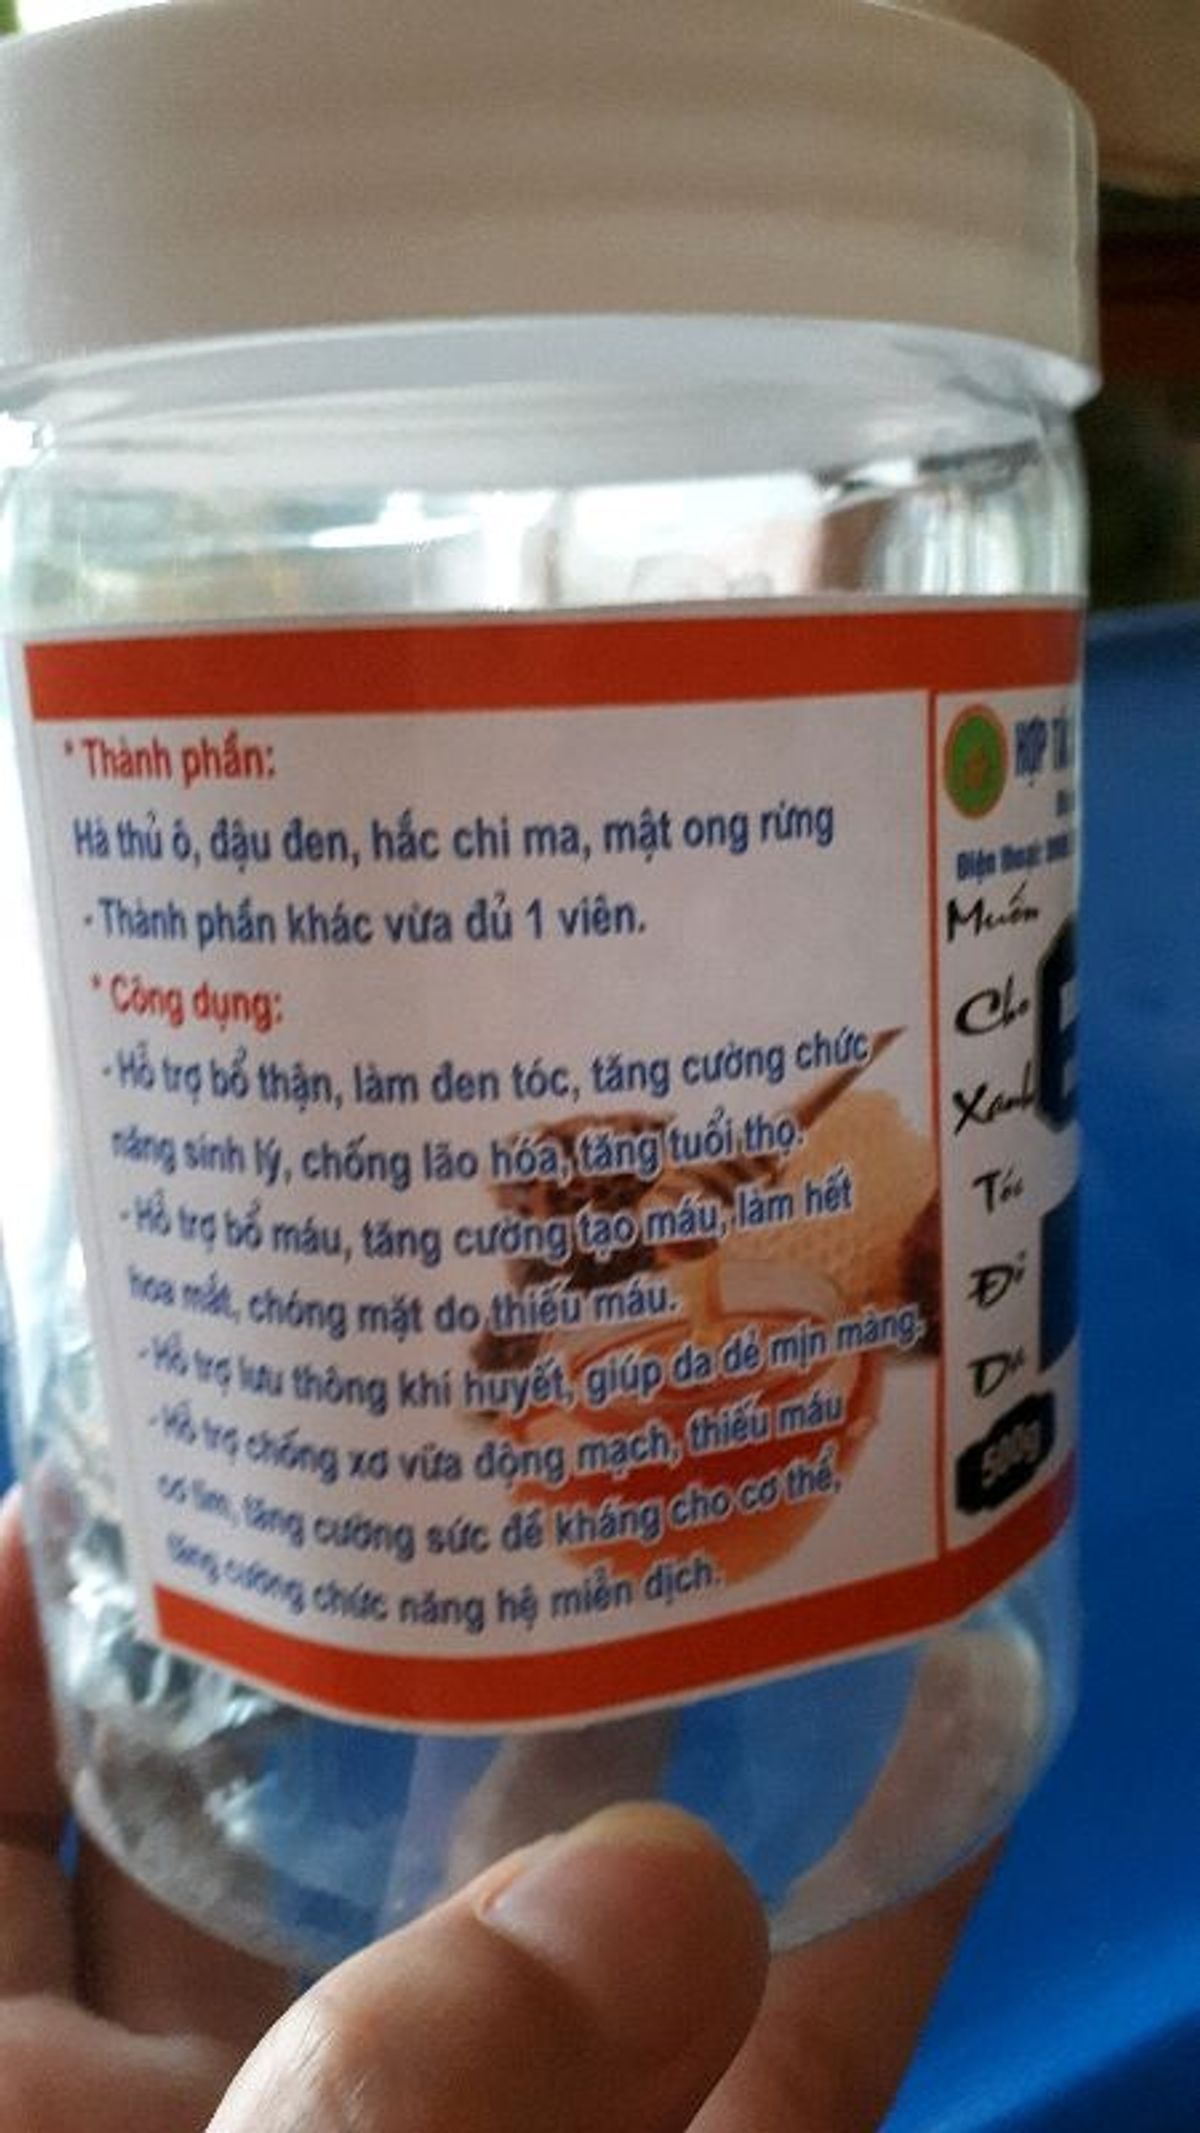 * Thành phần:
Hà thủ ô, đậu đen, hắc chi ma, mật ong rừng
- Thành phần khác vừa đủ 1 viên.
* Công dụng:
- Hỗ trợ bổ thận, làm đen tóc, tăng cường chức
năng sinh lý, chống lão hóa, tăng tuổi thọ.
- Hỗ trợ bổ máu, tăng cường tạo máu, làm hết
hoa mắt, chóng mặt do thiếu máu.
- Hỗ trợ lưu thông khí huyết, giúp da dẻ mịn màng.
- Hỗ trợ chống xơ vữa động mạch, thiếu máu
cơ tim, tăng cường sức đề kháng cho cơ thể,
tăng cường chức năng hệ miễn dịch.
HỢP
Điện thoại:
Muốn
Cho
Xanh
Tóc
Đỏ
Da
500g